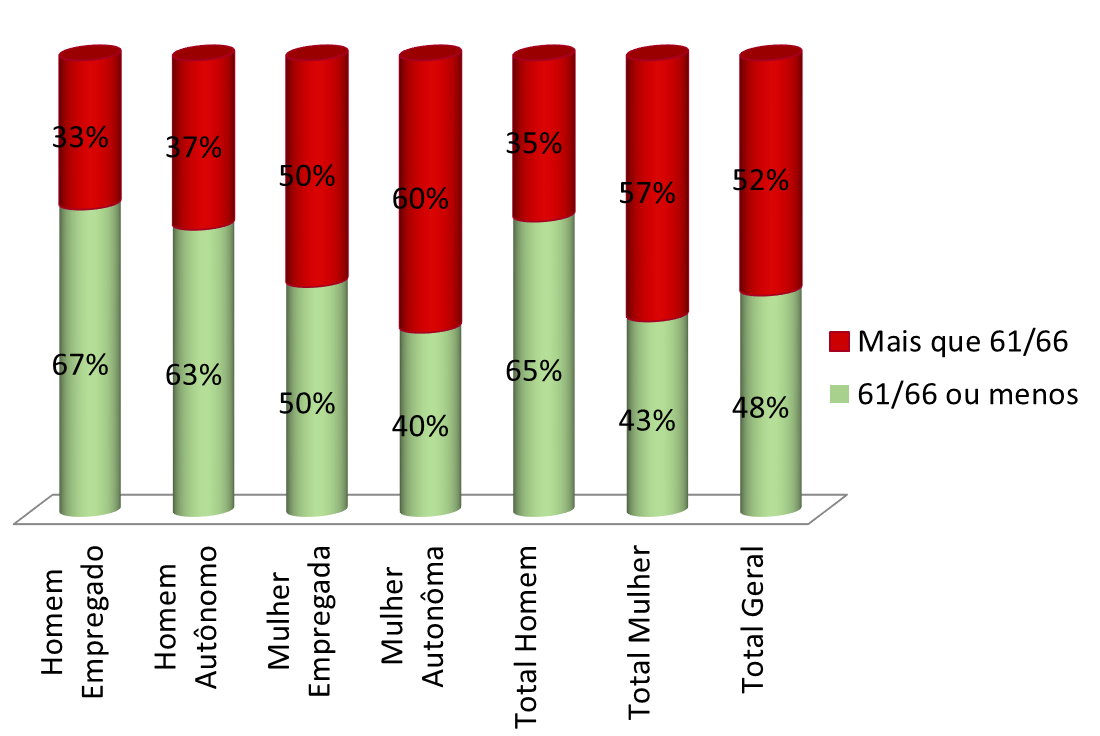 33%
37%
50%
60%
35%
57%
52%
67%
63%
50%
40%
65%
43%
48%
Mais que 61/66
61/66 ou menos
Homem
Empregado
Homem
Autônomo
Mulher
Empregada
Mulher
Autonôma
Total Homem
Total Mulher
Total Geral